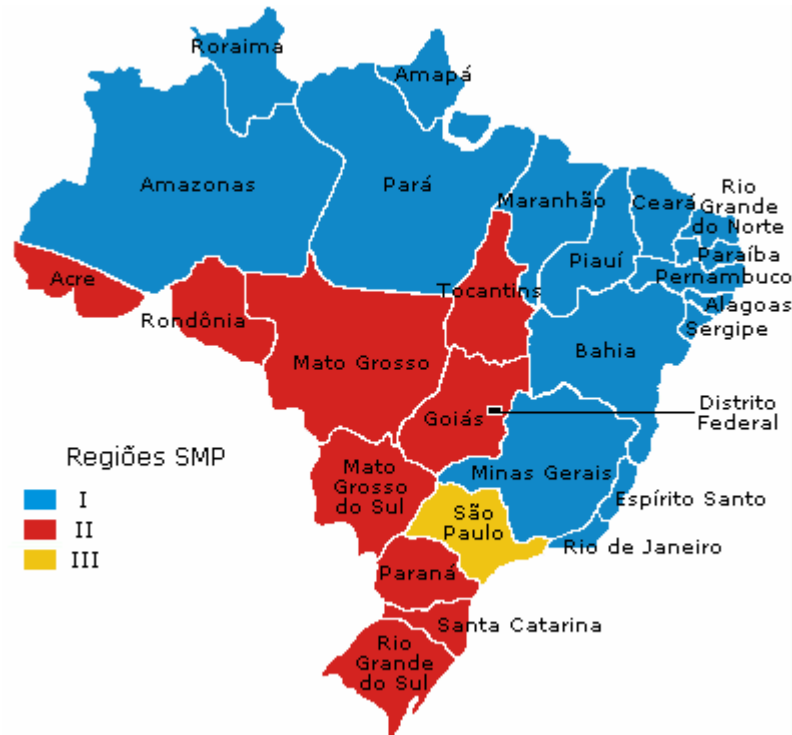 Roraima
Amapá
Amazonas
Pará
Maranhão
Ceará
Rio
Grande
do Norte
Piauí
Paraíba
Pernambuco
Acre
Tocantins
Alagoas
Rondônia
Sergipe
Mato Grosso
Bahia
Goiás
Distrito
Federal
Regiões SMP
I
II
III
Mato
Grosso
do Sul
Minas Gerais
Espírito Santo
São
Paulo
Rio de Janeiro
Paraná
Santa Catarina
Rio
Grande
do Sul